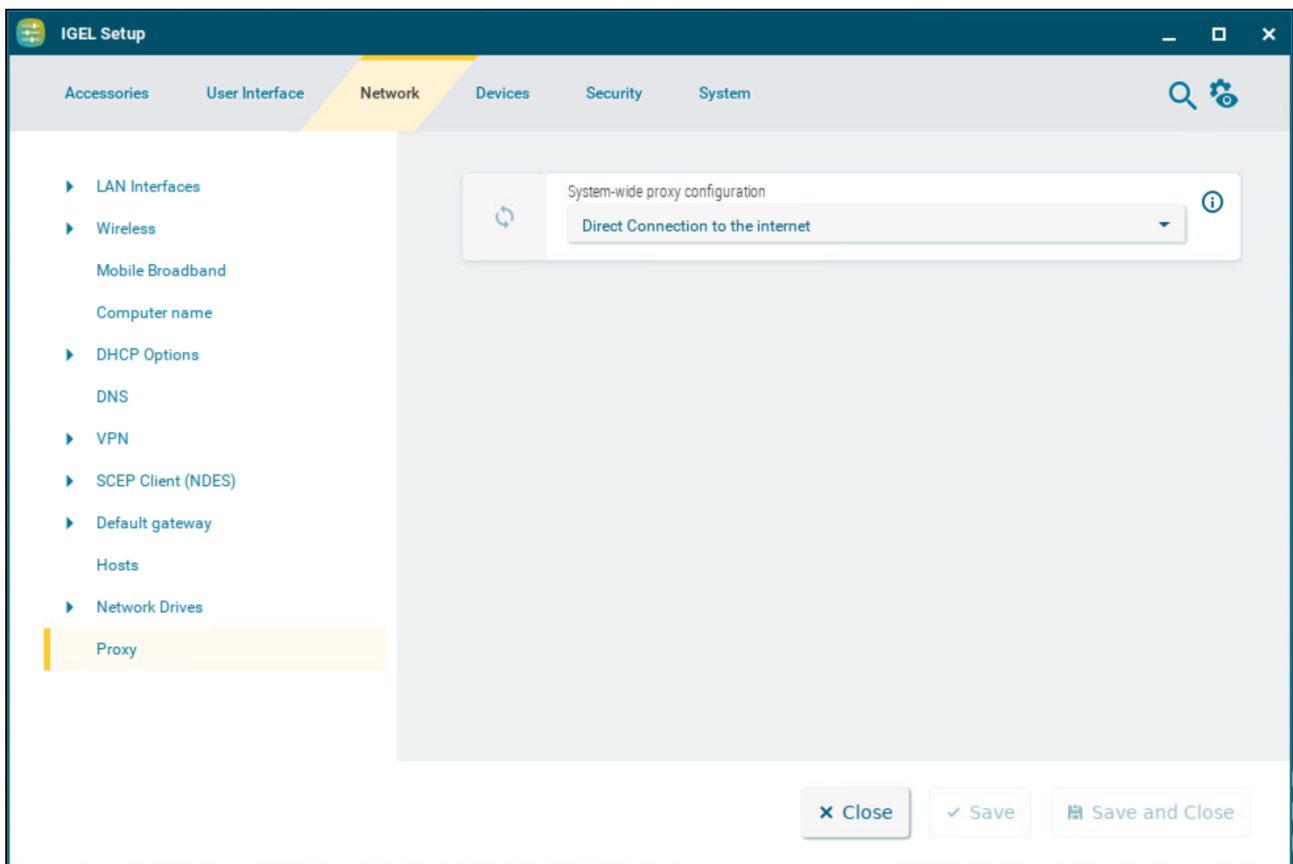 IGEL Setup
Accessories
User Interface
Network
Devices
Security
System
LAN Interfaces
Wireless
Mobile Broadband
Computer name
DHCP Options
DNS
VPN
SCEP Client (NDES)
Default gateway
Hosts
Network Drives
Proxy
System-wide proxy configuration
Direct Connection to the internet
Close
Save
Save and Close